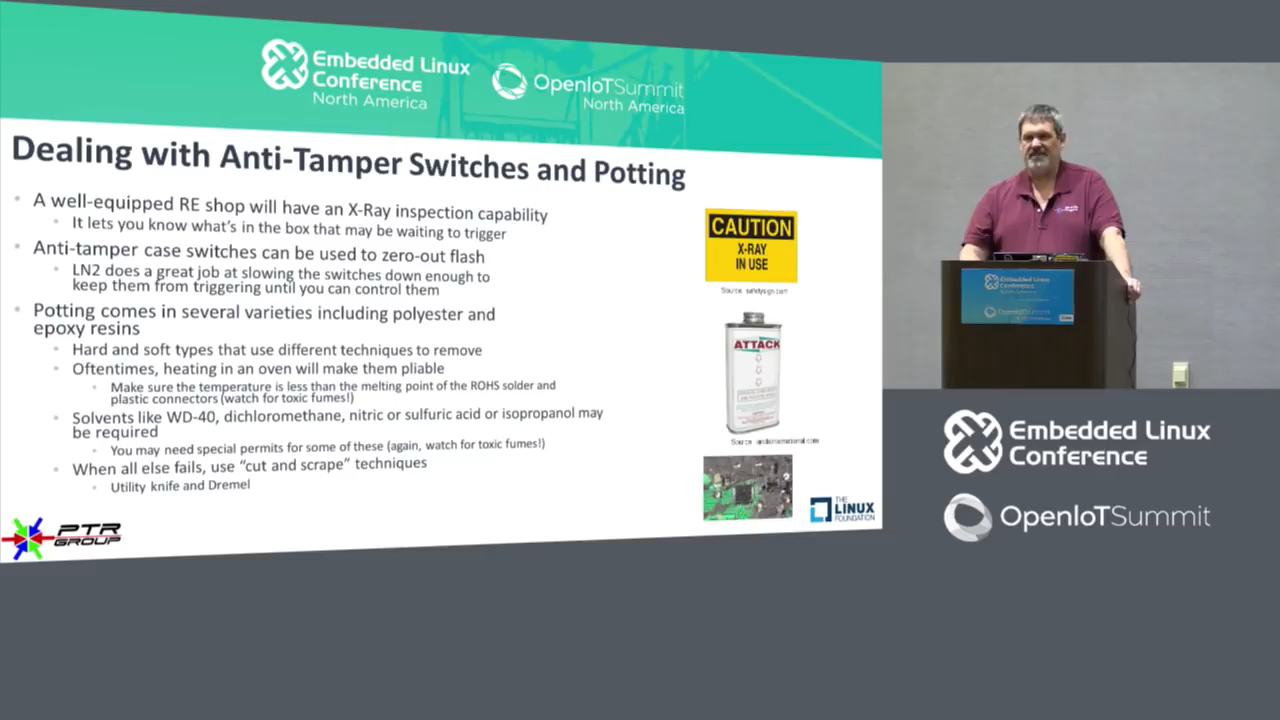 Embedded Linux
Conference
North America
OpenIoTSummit
North America
Dealing with Anti-Tamper Switches and Potting
A well-equipped RE shop will have an X-Ray inspection capability
It lets you know what's in the box that may be waiting to trigger
Anti-tamper case switches can be used to zero-out flash
LN2 does a great job at slowing the switches down enough to
keep them from triggering until you can control them
Potting comes in several varieties including polyester and
epoxy resins
Hard and soft types that use different techniques to remove
Oftentimes, heating in an oven will make them pliable
Make sure the temperature is less than the melting point of the ROHS solder and
plastic connectors (watch for toxic fumes!)
Solvents like WD-40, dichloromethane, nitric or sulfuric acid or isopropanol may
be required
You may need special permits for some of these (again, watch for toxic fumes!)
When all else fails, use "cut and scrape" techniques
Utility knife and Dremel
CAUTION
X-RAY
IN USE
Source: safetysign.com
ATTACK
PTR
GROUP
THE
LINUX
FOUNDATION
Embedded Linux
Conference
OpenIoTSummit
Embedded Linux
Conference
OpenIoTSummit